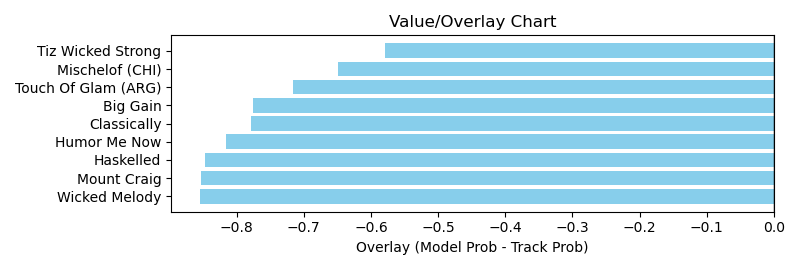 Value/Overlay Chart
Tiz Wicked Strong
Mischelof (CHI)
Touch Of Glam (ARG)
Big Gain
Classically
Humor Me Now
Haskelled
Mount Craig
Wicked Melody
−0.8 −0.7 −0.6 −0.5 −0.4 −0.3 −0.2 −0.1 0.0
Overlay (Model Prob - Track Prob)